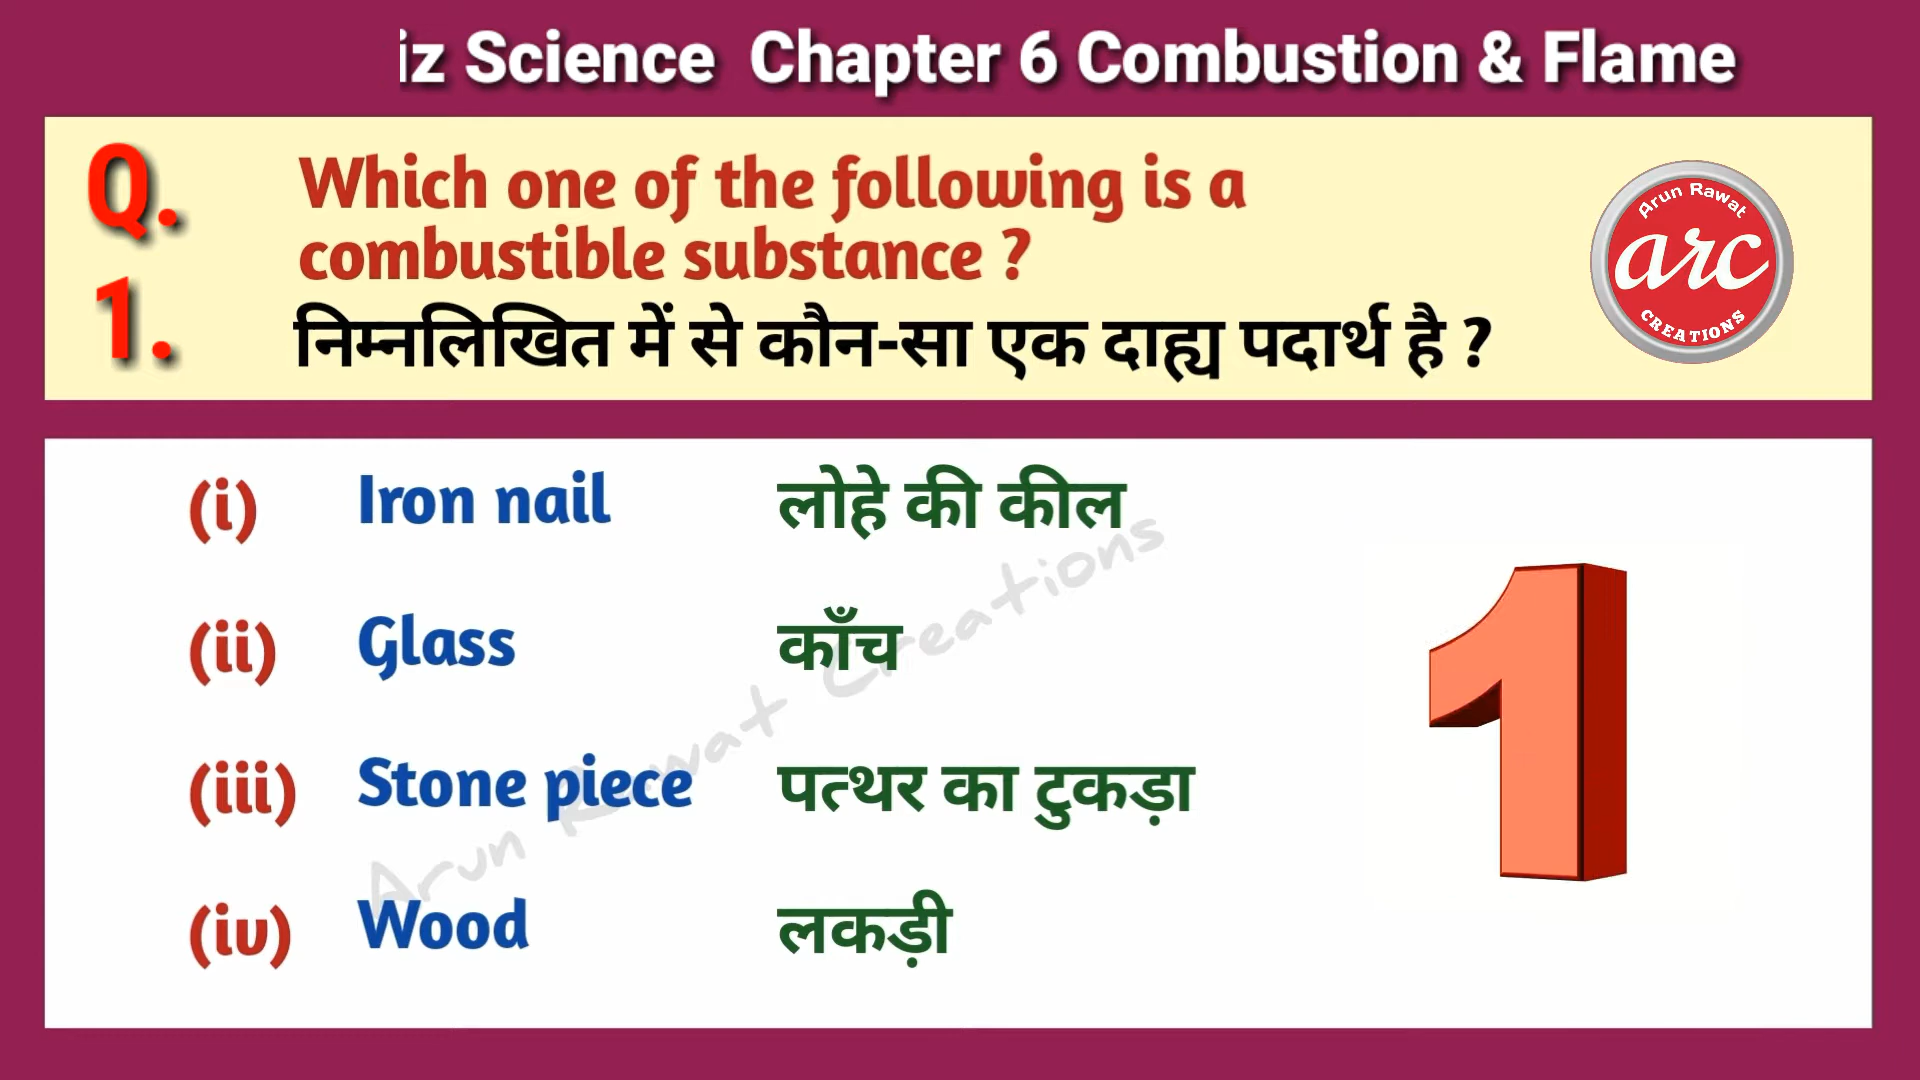 iz Science Chapter 6 Combustion & Flame
Q. 1.
Which one of the following is a
combustible substance ?
निम्नलिखित में से कौन-सा एक दाह्य पदार्थ है ?
Arun Rawat
arc
CREATIONS
(i) Iron nail लोहे की कील
(ii) Glass काँच
(iii) Stone piece पत्थर का टुकड़ा
(iv) Wood लकड़ी
1
Arun Rawat Creations